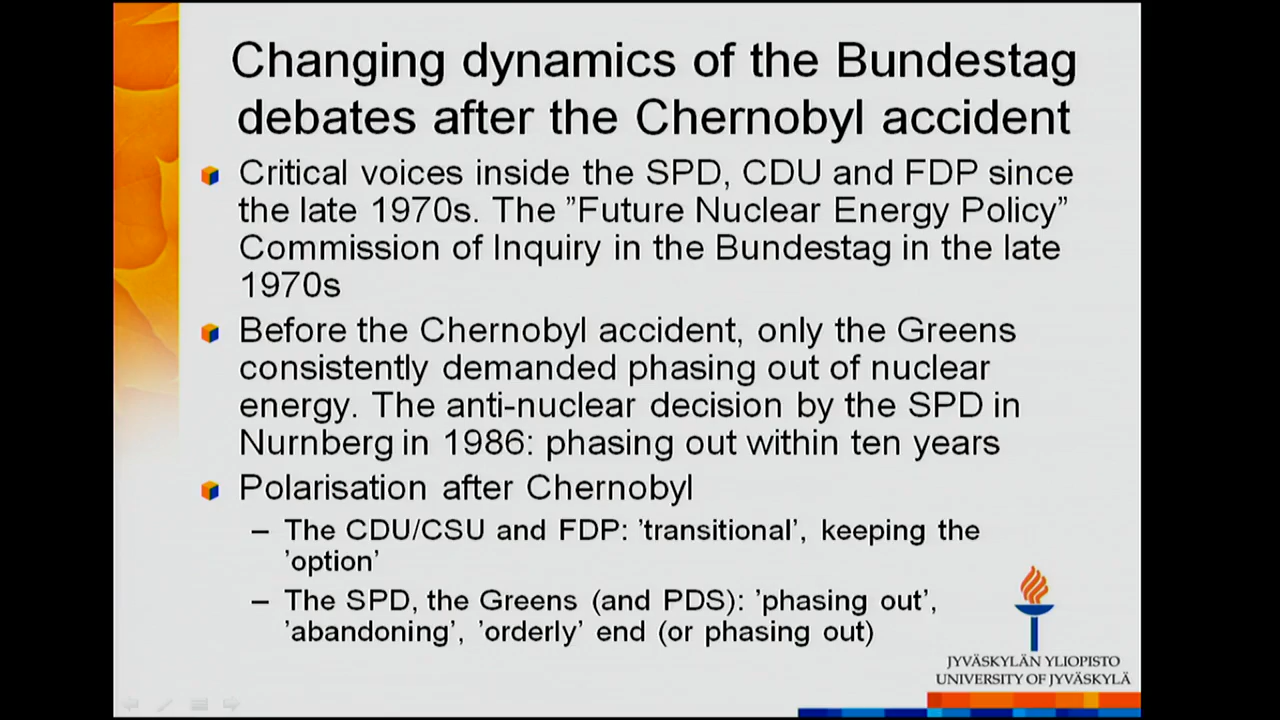 Changing dynamics of the Bundestag
debates after the Chernobyl accident
Critical voices inside the SPD, CDU and FDP since
the late 1970s. The ”Future Nuclear Energy Policy”
Commission of Inquiry in the Bundestag in the late
1970s
Before the Chernobyl accident, only the Greens
consistently demanded phasing out of nuclear
energy. The anti-nuclear decision by the SPD in
Nurnberg in 1986: phasing out within ten years
Polarisation after Chernobyl
– The CDU/CSU and FDP: ’transitional’, keeping the
’option’
– The SPD, the Greens (and PDS): ’phasing out’,
’abandoning’, ’orderly’ end (or phasing out)
JYVÄSKYLÄN YLIOPISTO
UNIVERSITY OF JYVÄSKYLÄ